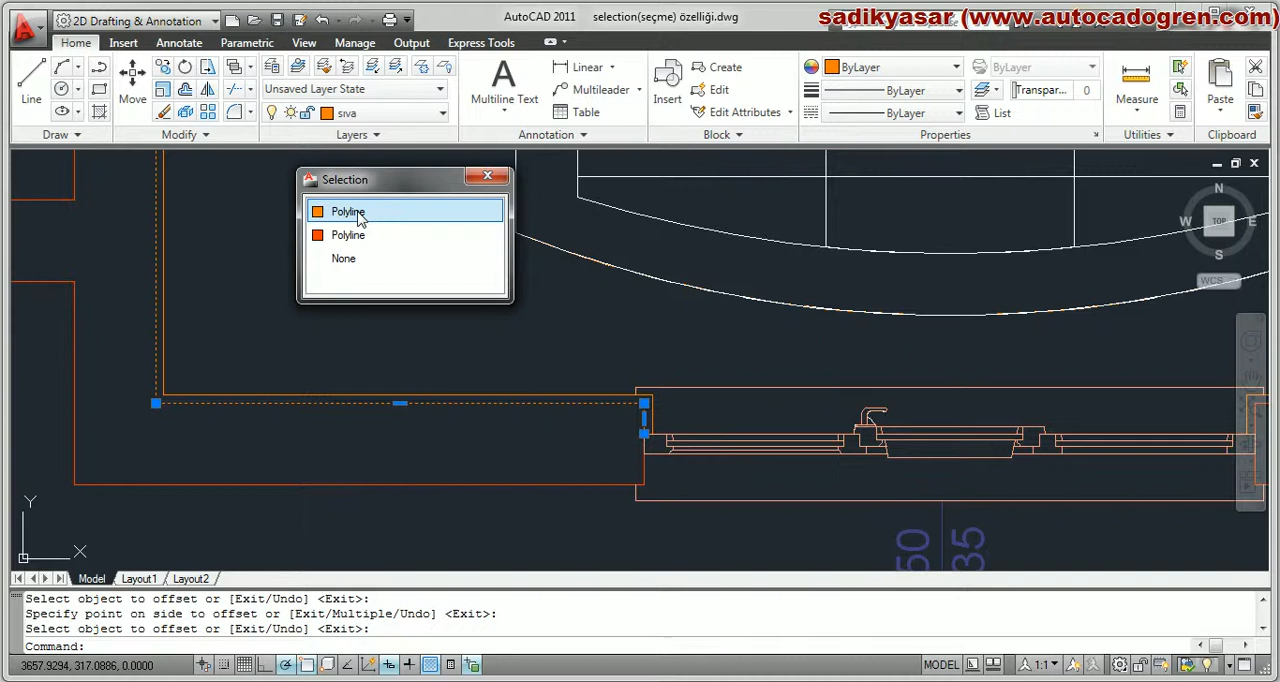 sadikyasar (www.autocadogren.com)
2D Drafting & Annotation
AutoCAD 2011 selection(seçme) özelliği.dwg
Home Insert Annotate Parametric View Manage Output Express Tools
Line
Move
Unsaved Layer State
sıva
Multiline Text
Linear
Multileader
Table
Insert
Create
Edit
Edit Attributes
ByLayer
ByLayer
ByLayer
ByLayer
Transpar... 0
List
Measure
Paste
Draw Modify Layers Annotation Block Properties Utilities Clipboard
Selection
Polyline
Polyline
None
N
W TOP E
S
WCS
Y
X
50
35
Model Layout1 Layout2
Select object to offset or [Exit/Undo] <Exit>:
Specify point on side to offset or [Exit/Multiple/Undo] <Exit>:
Select object to offset or [Exit/Undo] <Exit>:
Command:
3657.9294, 317.0886, 0.0000
MODEL
1:1